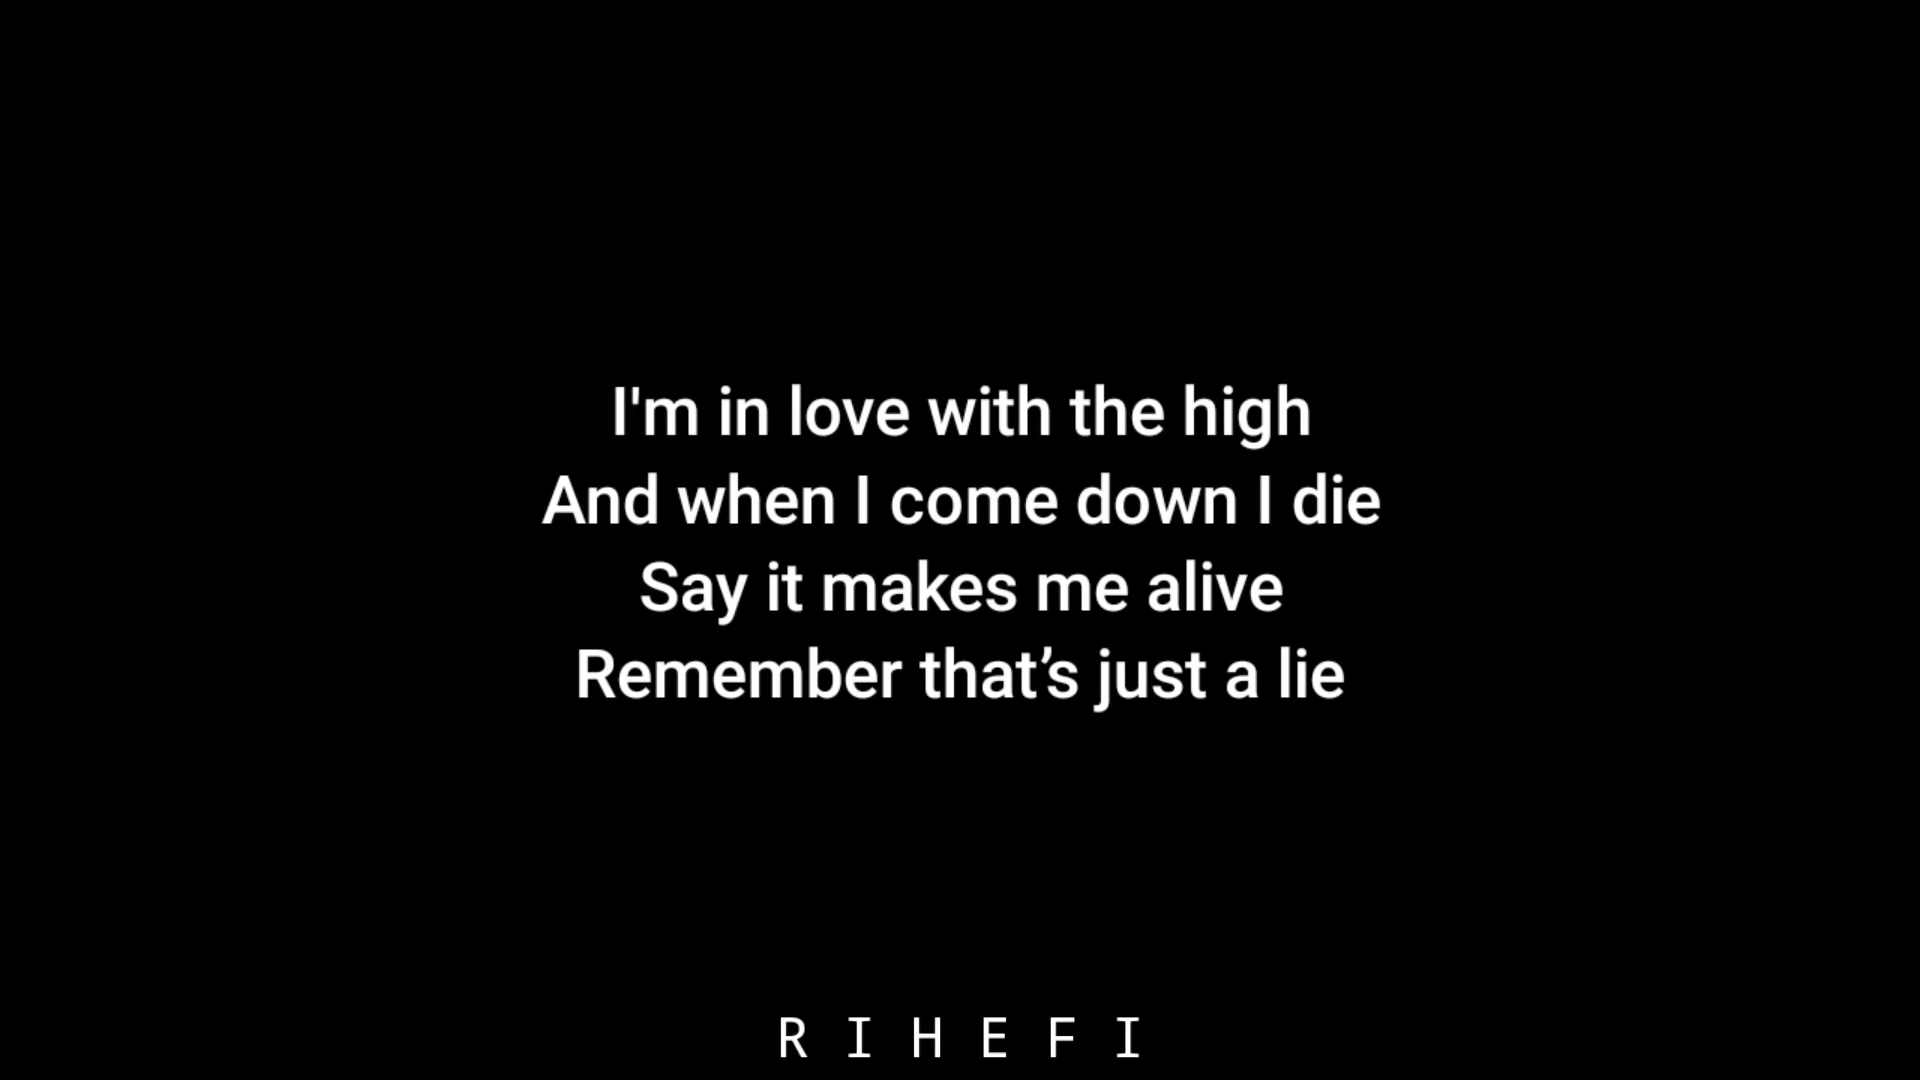 I'm in love with the high
And when I come down I die
Say it makes me alive
Remember that’s just a lie
R I H E F I